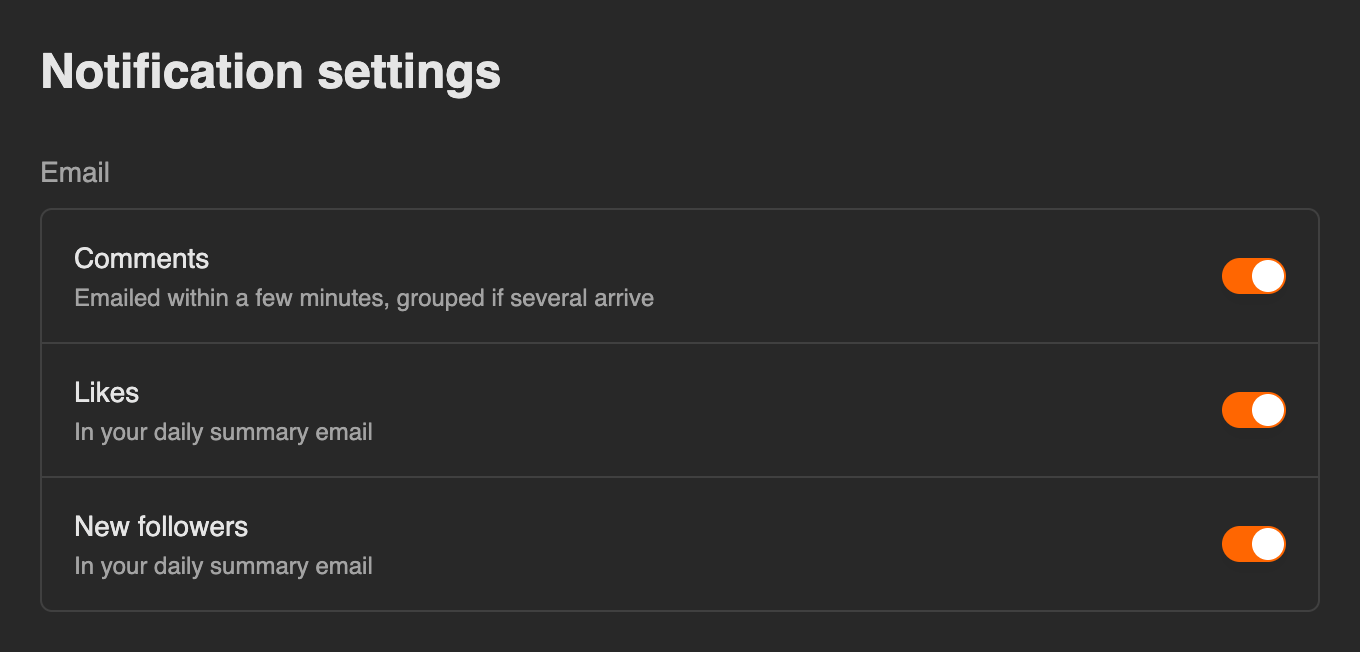 Notification settings
Email
Comments
Emailed within a few minutes, grouped if several arrive
Likes
In your daily summary email
New followers
In your daily summary email